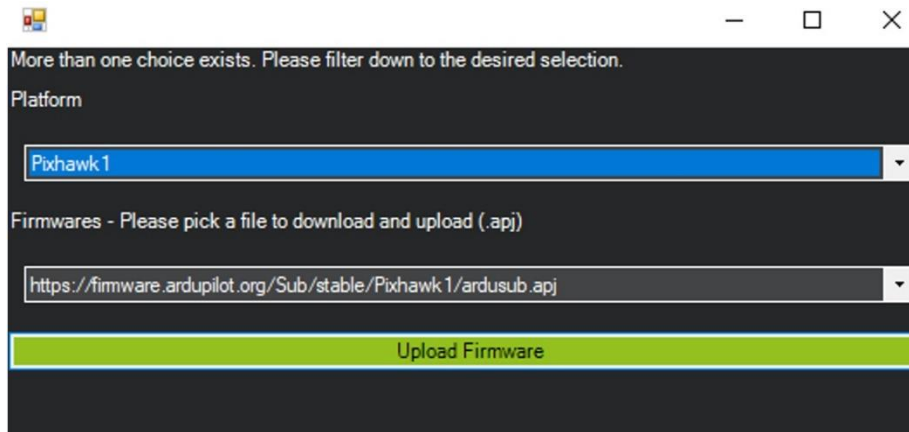 More than one choice exists. Please filter down to the desired selection.
Platform
Pixhawk1
Firmwares - Please pick a file to download and upload (.apj)
https://firmware.ardupilot.org/Sub/stable/Pixhawk1/ardusub.apj
Upload Firmware